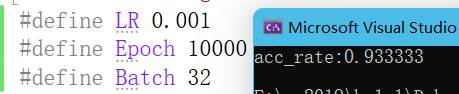 #define LR 0.001
#define Epoch 10000
#define Batch 32
Microsoft Visual Studio
acc_rate:0.933333